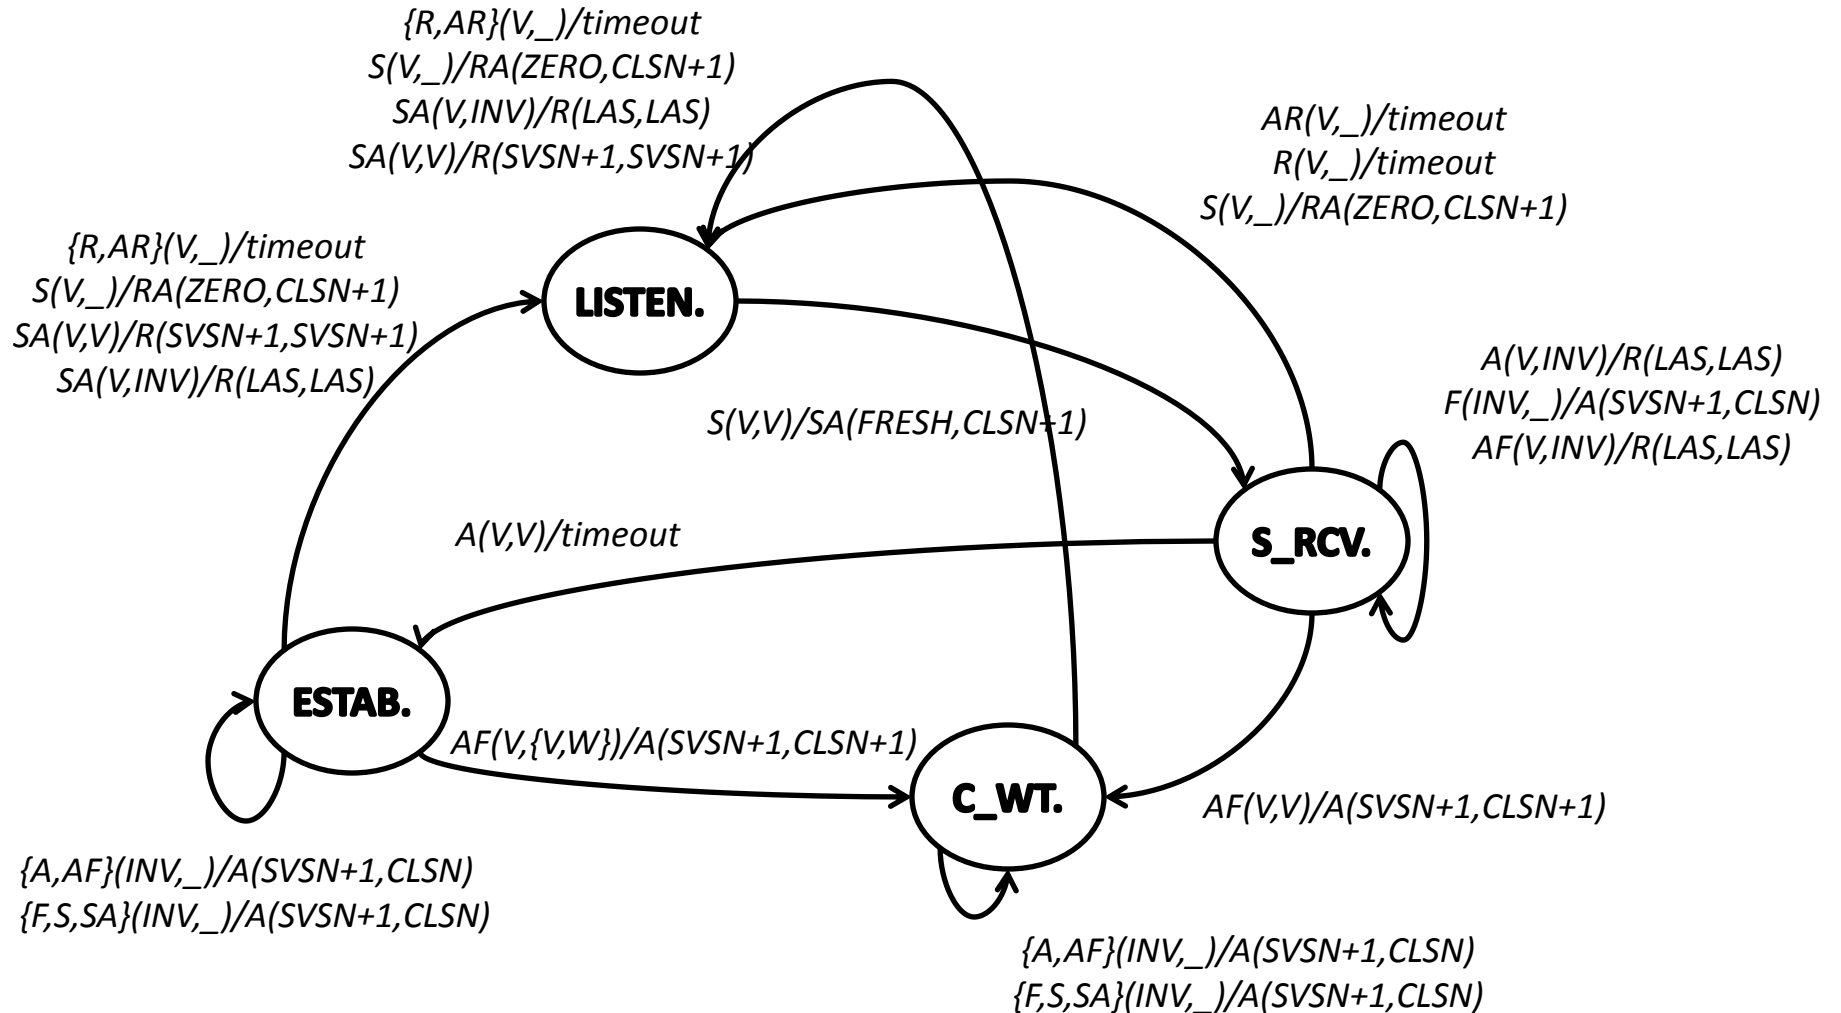 {R,AR}(V,_)/timeout
S(V,_)/RA(ZERO,CLSN+1)
SA(V,INV)/R(LAS,LAS)
SA(V,V)/R(SVSN+1,SVSN+1)
AR(V,_)/timeout
R(V,_)/timeout
S(V,_)/RA(ZERO,CLSN+1)
{R,AR}(V,_)/timeout
S(V,_)/RA(ZERO,CLSN+1)
SA(V,V)/R(SVSN+1,SVSN+1)
SA(V,INV)/R(LAS,LAS)
LISTEN.
A(V,INV)/R(LAS,LAS)
F(INV,_)/A(SVSN+1,CLSN)
AF(V,INV)/R(LAS,LAS)
S(V,V)/SA(FRESH,CLSN+1)
A(V,V)/timeout
S_RCV.
ESTAB.
AF(V,{V,W})/A(SVSN+1,CLSN+1)
C_WT.
AF(V,V)/A(SVSN+1,CLSN+1)
{A,AF}(INV,_)/A(SVSN+1,CLSN)
{F,S,SA}(INV,_)/A(SVSN+1,CLSN)
{A,AF}(INV,_)/A(SVSN+1,CLSN)
{F,S,SA}(INV,_)/A(SVSN+1,CLSN)